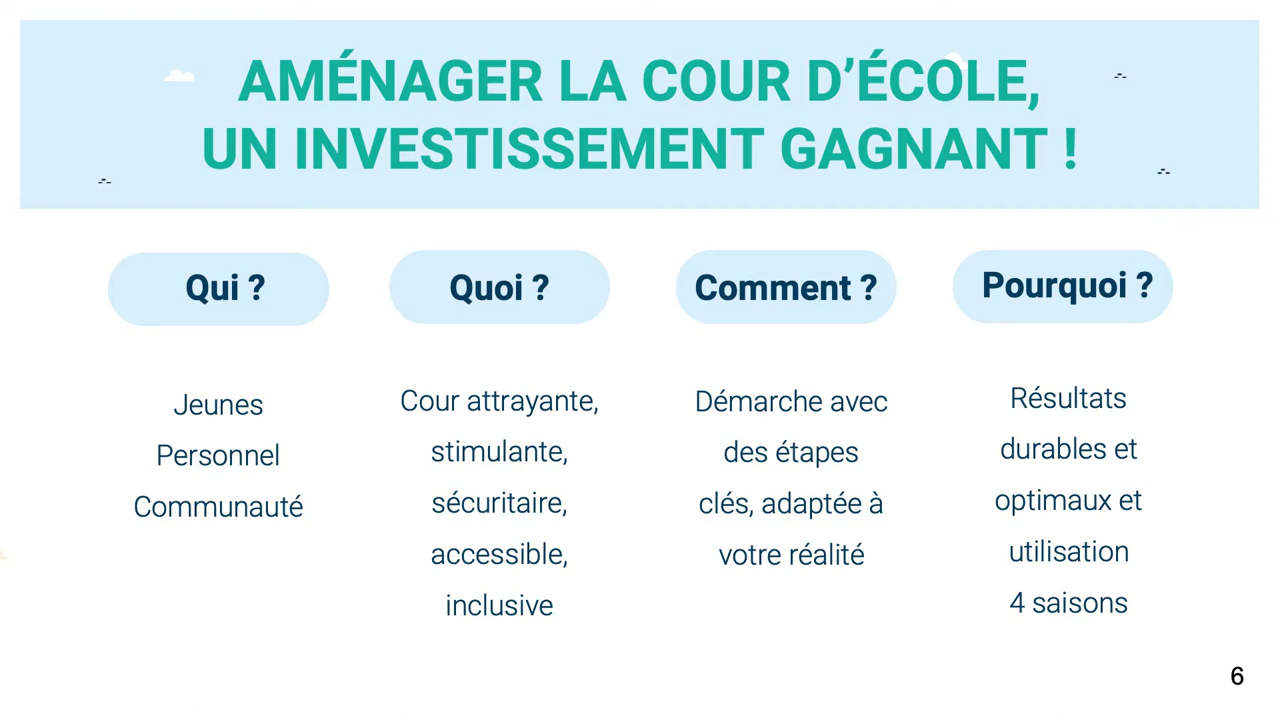 AMÉNAGER LA COUR D’ÉCOLE,
UN INVESTISSEMENT GAGNANT !
Qui ?
Jeunes
Personnel
Communauté
Quoi ?
Cour attrayante,
stimulante,
sécuritaire,
accessible,
inclusive
Comment ?
Démarche avec
des étapes
clés, adaptée à
votre réalité
Pourquoi ?
Résultats
durables et
optimaux et
utilisation
4 saisons
6